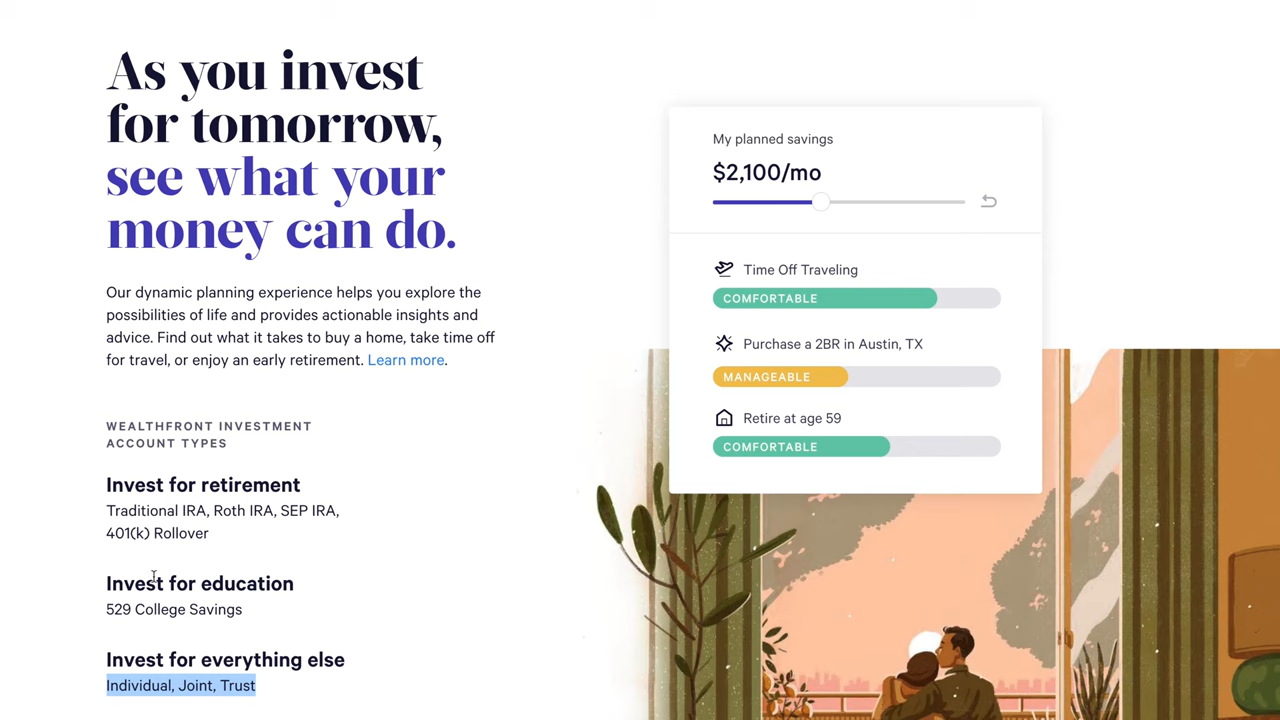 As you invest
for tomorrow,
see what your
money can do.
Our dynamic planning experience helps you explore the
possibilities of life and provides actionable insights and
advice. Find out what it takes to buy a home, take time off
for travel, or enjoy an early retirement. Learn more.
WEALTHFRONT INVESTMENT
ACCOUNT TYPES
Invest for retirement
Traditional IRA, Roth IRA, SEP IRA,
401(k) Rollover
Invest for education
529 College Savings
Invest for everything else
Individual, Joint, Trust
My planned savings
$2,100/mo
Time Off Traveling
COMFORTABLE
Purchase a 2BR in Austin, TX
MANAGEABLE
Retire at age 59
COMFORTABLE